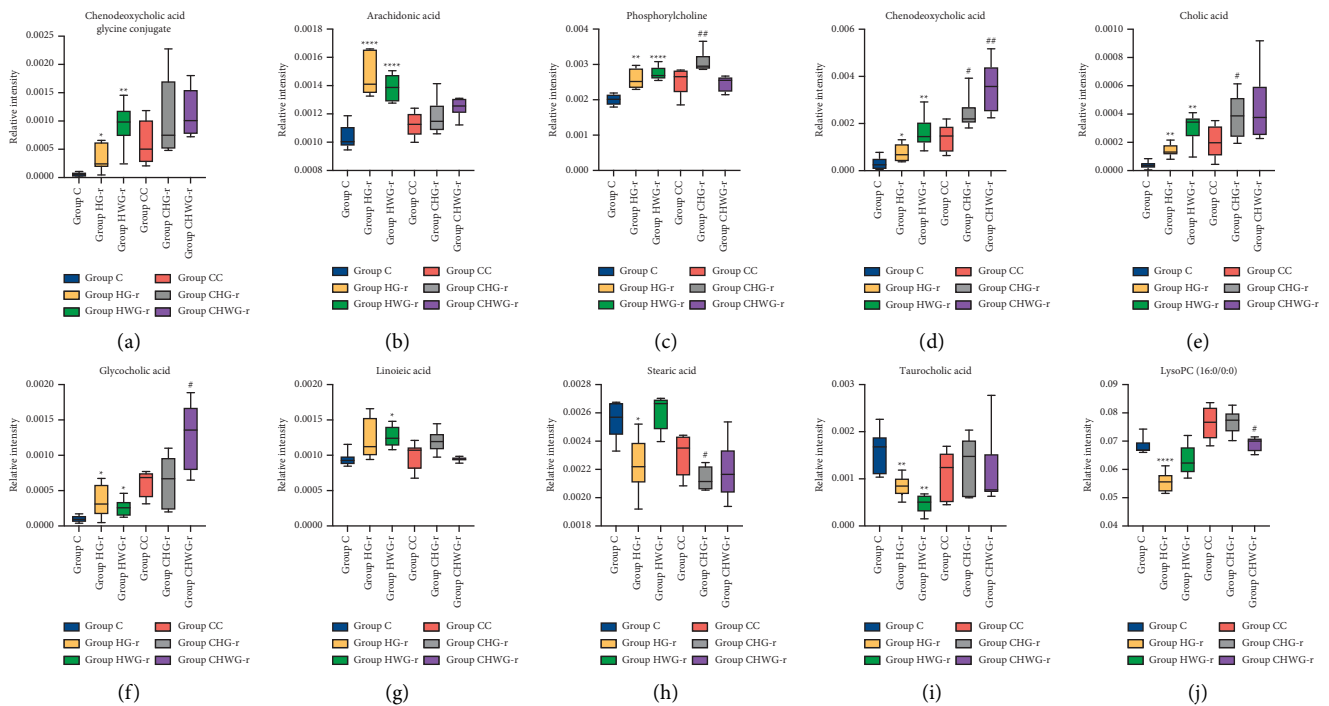 Chenodeoxycholic acid
glycine conjugate
Relative intensity
0.0025
0.0020
0.0015
0.0010
0.0005
0.0000
*
**
Group C
Group HG-r
Group HWG-r
Group CC
Group CHG-r
Group CHWG-r
Group C Group CC
Group HG-r Group CHG-r
Group HWG-r Group CHWG-r
(a)
Arachidonic acid
Relative intensity
0.0018
0.0016
0.0014
0.0012
0.0010
0.0008
****
****
Group C
Group HG-r
Group HWG-r
Group CC
Group CHG-r
Group CHWG-r
Group C Group CC
Group HG-r Group CHG-r
Group HWG-r Group CHWG-r
(b)
Phosphorylcholine
Relative intensity
0.004
0.003
0.002
0.001
0.000
**
****
##
Group C
Group HG-r
Group HWG-r
Group CC
Group CHG-r
Group CHWG-r
Group C Group CC
Group HG-r Group CHG-r
Group HWG-r Group CHWG-r
(c)
Chenodeoxycholic acid
Relative intensity
0.006
0.004
0.002
0.000
*
**
#
##
Group C
Group HG-r
Group HWG-r
Group CC
Group CHG-r
Group CHWG-r
Group C Group CC
Group HG-r Group CHG-r
Group HWG-r Group CHWG-r
(d)
Cholic acid
Relative intensity
0.0010
0.0008
0.0006
0.0004
0.0002
0.0000
**
**
#
Group C
Group HG-r
Group HWG-r
Group CC
Group CHG-r
Group CHWG-r
Group C Group CC
Group HG-r Group CHG-r
Group HWG-r Group CHWG-r
(e)
Glycocholic acid
Relative intensity
0.0020
0.0015
0.0010
0.0005
0.0000
*
*
#
Group C
Group HG-r
Group HWG-r
Group CC
Group CHG-r
Group CHWG-r
Group C Group CC
Group HG-r Group CHG-r
Group HWG-r Group CHWG-r
(f)
Linoieic acid
Relative intensity
0.0020
0.0015
0.0010
0.0005
0.0000
*
Group C
Group HG-r
Group HWG-r
Group CC
Group CHG-r
Group CHWG-r
Group C Group CC
Group HG-r Group CHG-r
Group HWG-r Group CHWG-r
(g)
Stearic acid
Relative intensity
0.0028
0.0026
0.0024
0.0022
0.0020
0.0018
*
#
Group C
Group HG-r
Group HWG-r
Group CC
Group CHG-r
Group CHWG-r
Group C Group CC
Group HG-r Group CHG-r
Group HWG-r Group CHWG-r
(h)
Taurocholic acid
Relative intensity
0.003
0.002
0.001
0.000
**
**
Group C
Group HG-r
Group HWG-r
Group CC
Group CHG-r
Group CHWG-r
Group C Group CC
Group HG-r Group CHG-r
Group HWG-r Group CHWG-r
(i)
LysoPC (16:0/0:0)
Relative intensity
0.09
0.08
0.07
0.06
0.05
0.04
****
#
Group C
Group HG-r
Group HWG-r
Group CC
Group CHG-r
Group CHWG-r
Group C Group CC
Group HG-r Group CHG-r
Group HWG-r Group CHWG-r
(j)